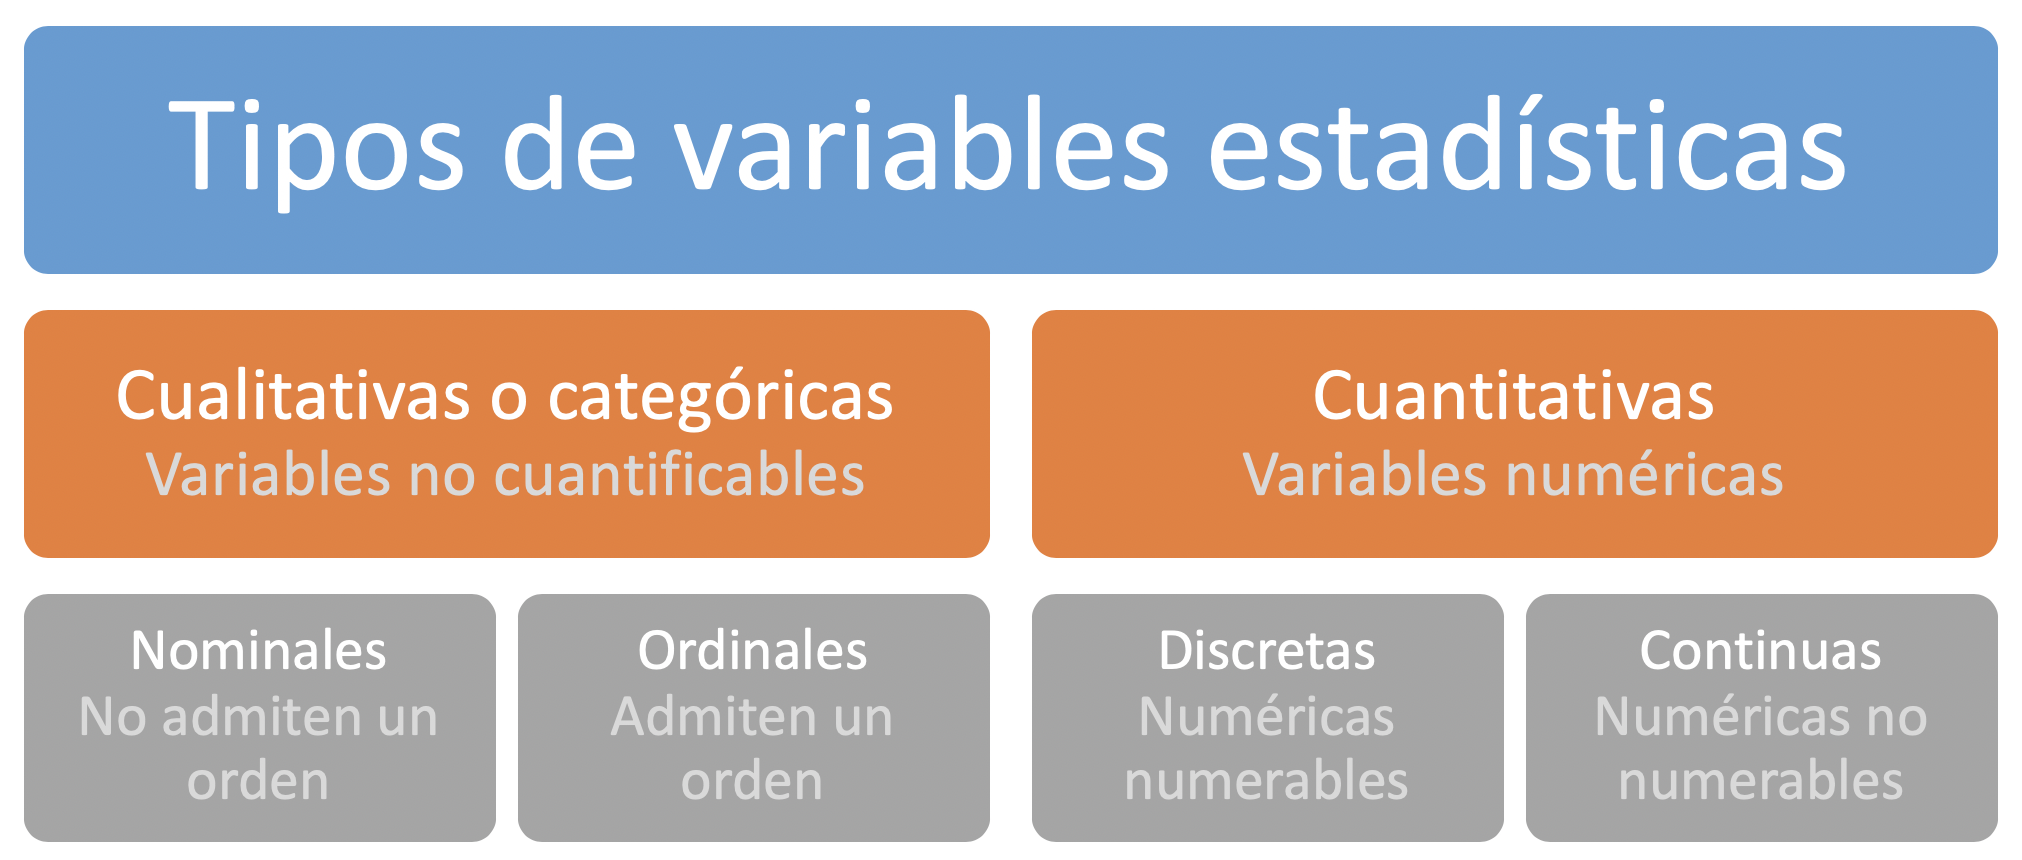 Tipos de variables estadísticas
Cualitativas o categóricas
Variables no cuantificables
Cuantitativas
Variables numéricas
Nominales
No admiten un
orden
Ordinales
Admiten un
orden
Discretas
Numéricas
numerables
Continuas
Numéricas no
numerables